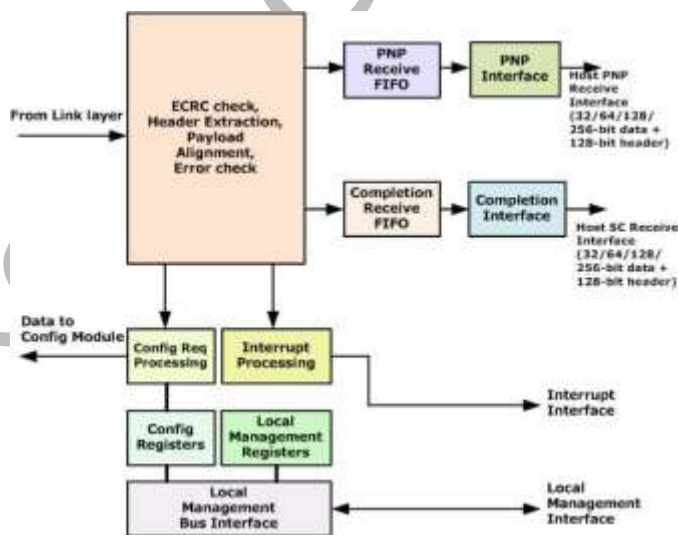 From Link layer
ECRC check,
Header Extraction,
Payload
Alignment,
Error check
PNP
Receive
FIFO
PNP
Interface
Host PNP
Receive
Interface
(32/64/128/
256-bit data +
128-bit header)
Completion
Receive
FIFO
Completion
Interface
Host SC Receive
Interface
(32/64/128/
256-bit data +
128-bit header)
Data to
Config Module
Config Req
Processing
Interrupt
Processing
Interrupt
Interface
Config
Registers
Local
Management
Registers
Local
Management
Bus Interface
Local
Management
Interface